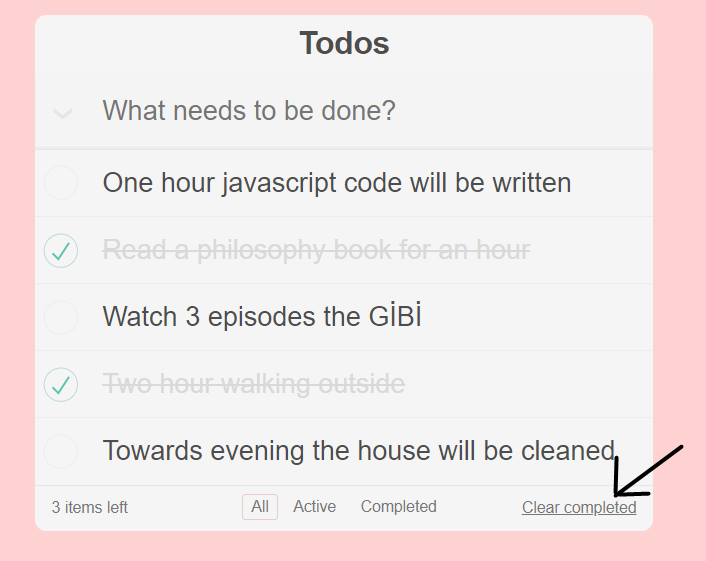 Todos
What needs to be done?
One hour javascript code will be written
Read a philosophy book for an hour
Watch 3 episodes the GİBİ
Two hour walking outside
Towards evening the house will be cleaned
3 items left All Active Completed Clear completed